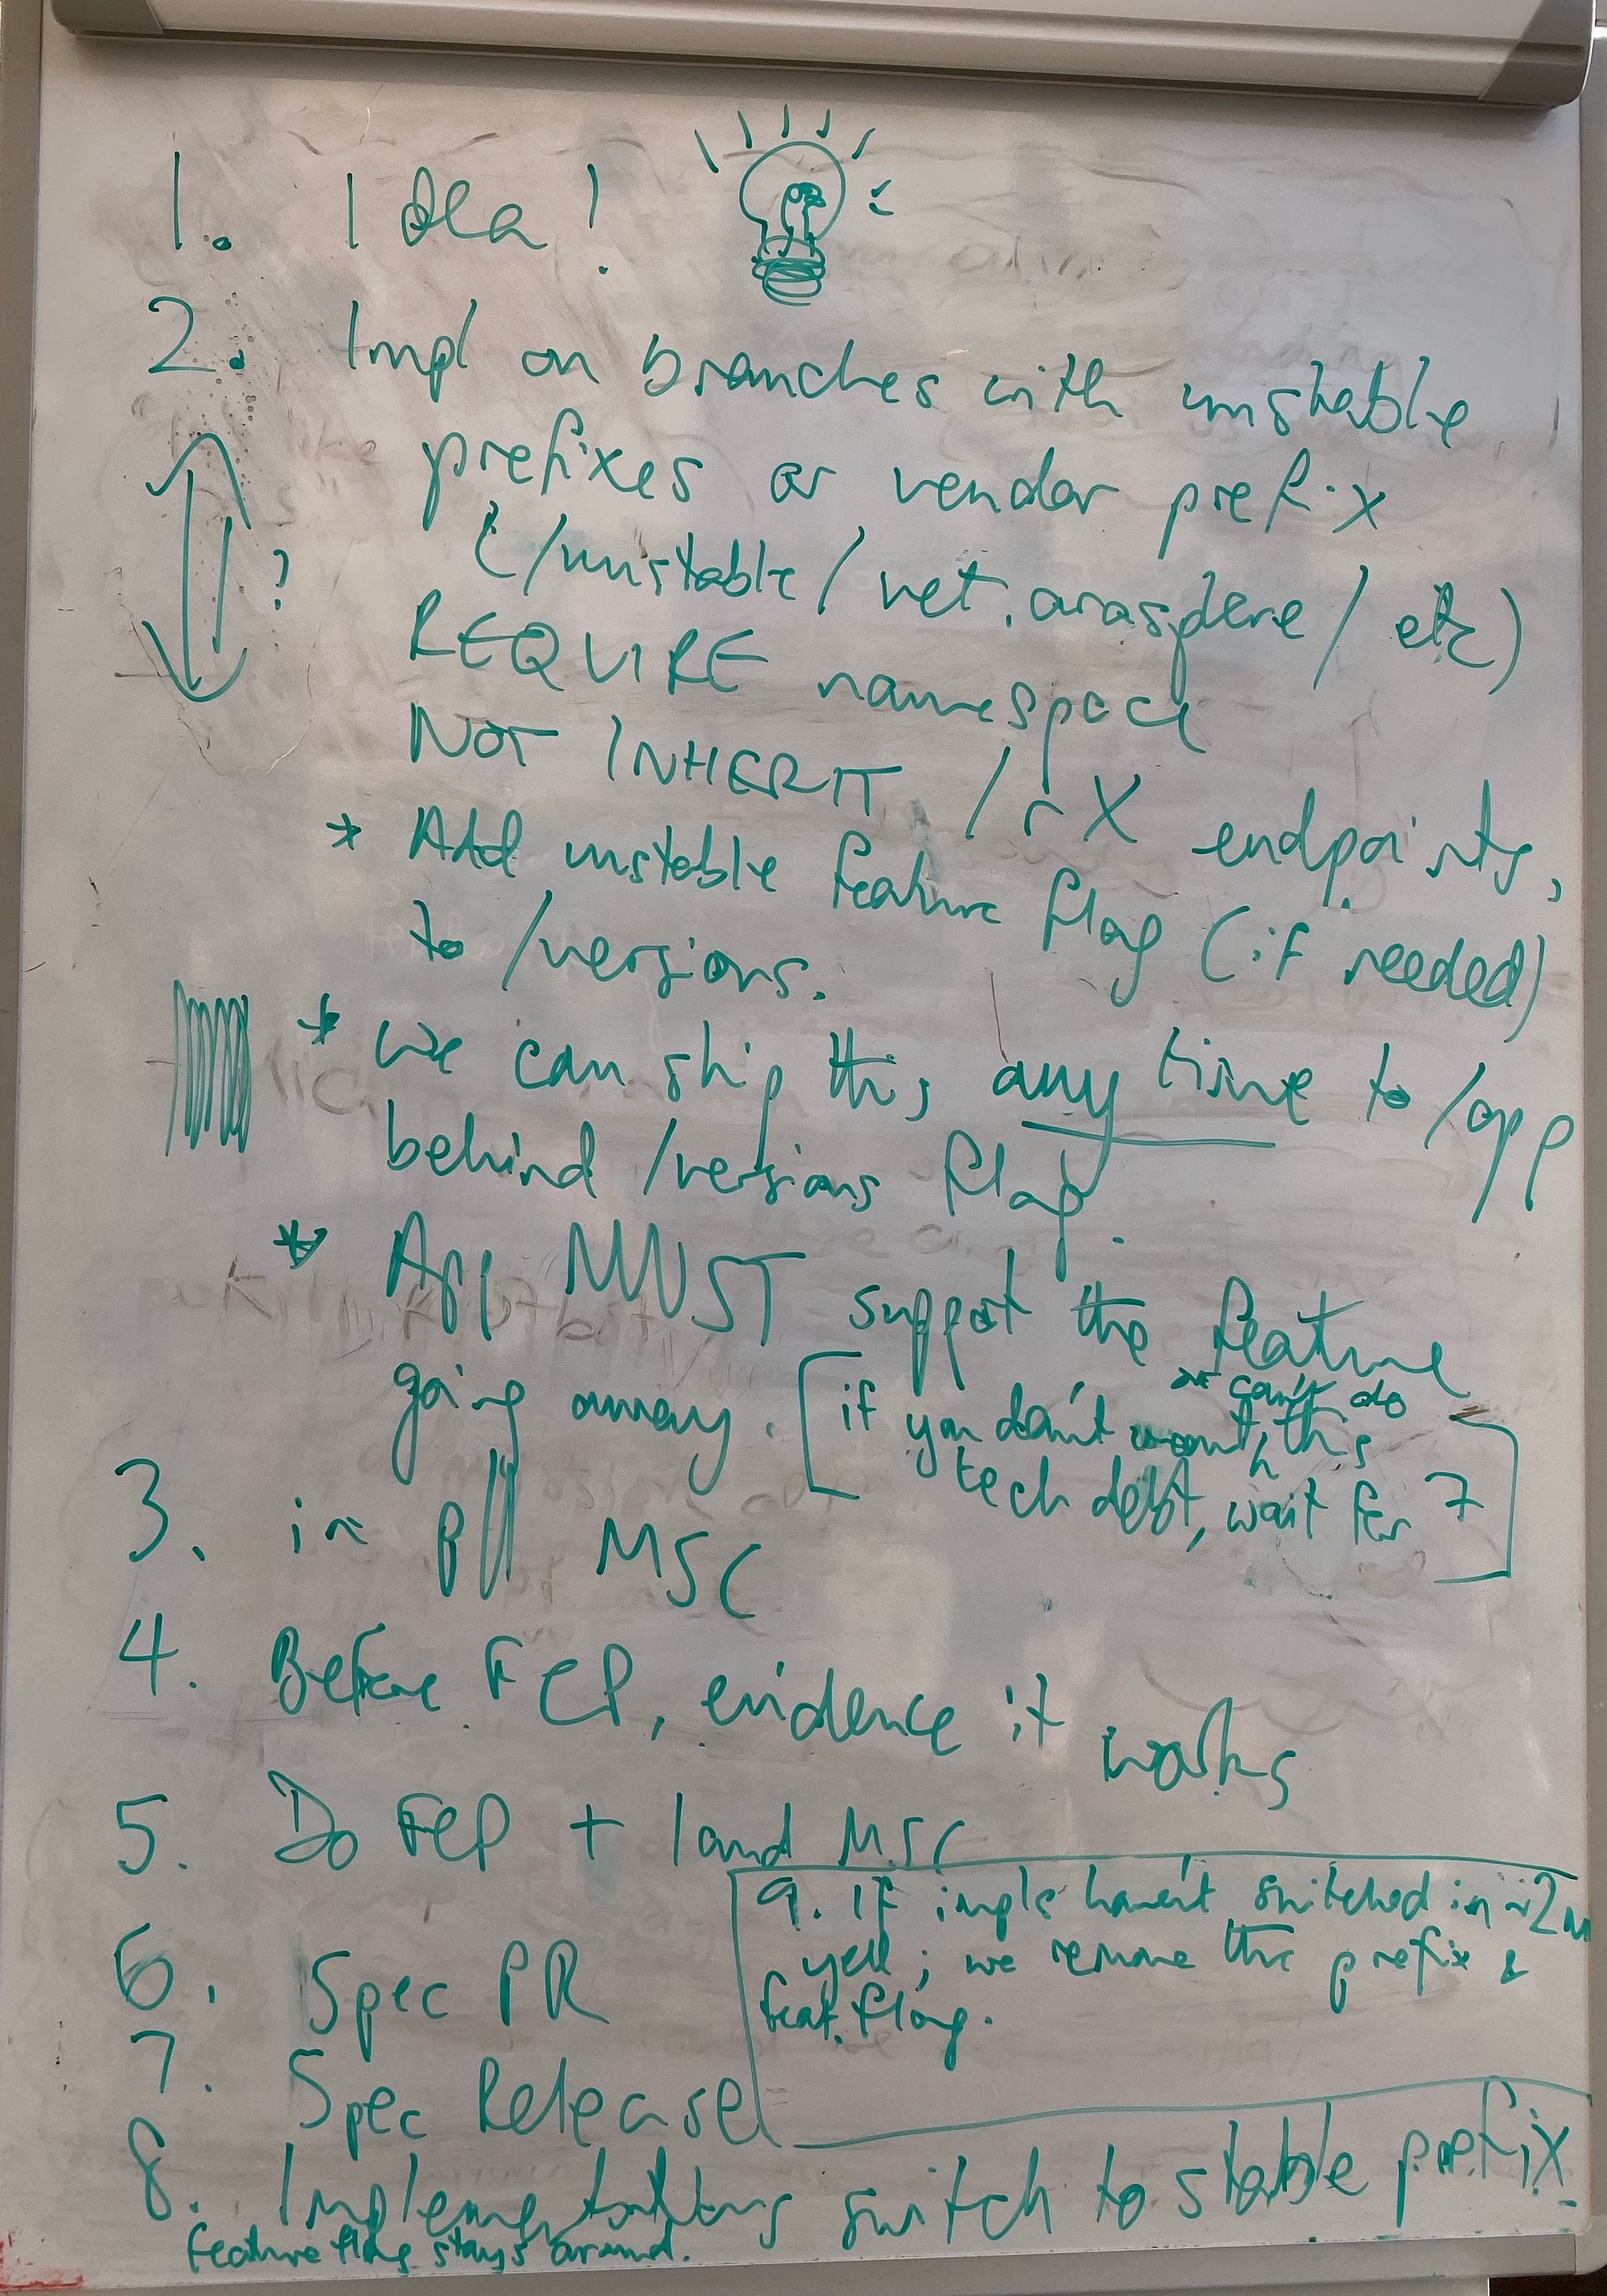 1. Idea!
2. Impl on branches with unstable
prefixes or vendor prefix
(/unstable/net.arasphere/etc)
?
REQUIRE namespace
NOT INHERIT /rX endpoints,
* Add unstable feature flag (if needed)
to /versions.
* we can ship this any time to /app
behind /versions flag.
* App MUST support the feature
going away. [if you don't want this
or can't do
tech debt, wait for 7]
3. in p// MSC
4. Before FCP, evidence it works
5. Do FCP + land MSC
6. Spec PR
7. Spec Release
8. Implementations switch to stable prefix
feature flag stays around.
9. If impls haven't switched in ~2m
yell; we remove the prefix &
feat. flag.